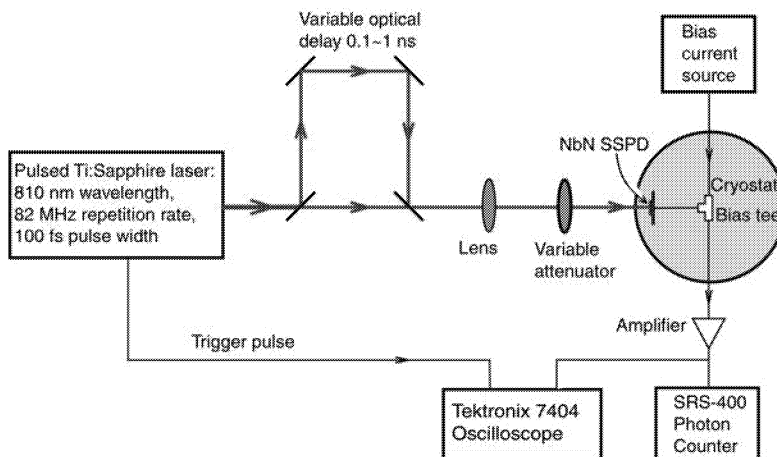 Variable optical
delay 0.1~1 ns
Bias
current
source
NbN SSPD
Pulsed Ti:Sapphire laser:
810 nm wavelength,
82 MHz repetition rate,
100 fs pulse width
Cryostat
Bias tee
Lens
Variable
attenuator
Amplifier
Trigger pulse
Tektronix 7404
Oscilloscope
SRS-400
Photon
Counter